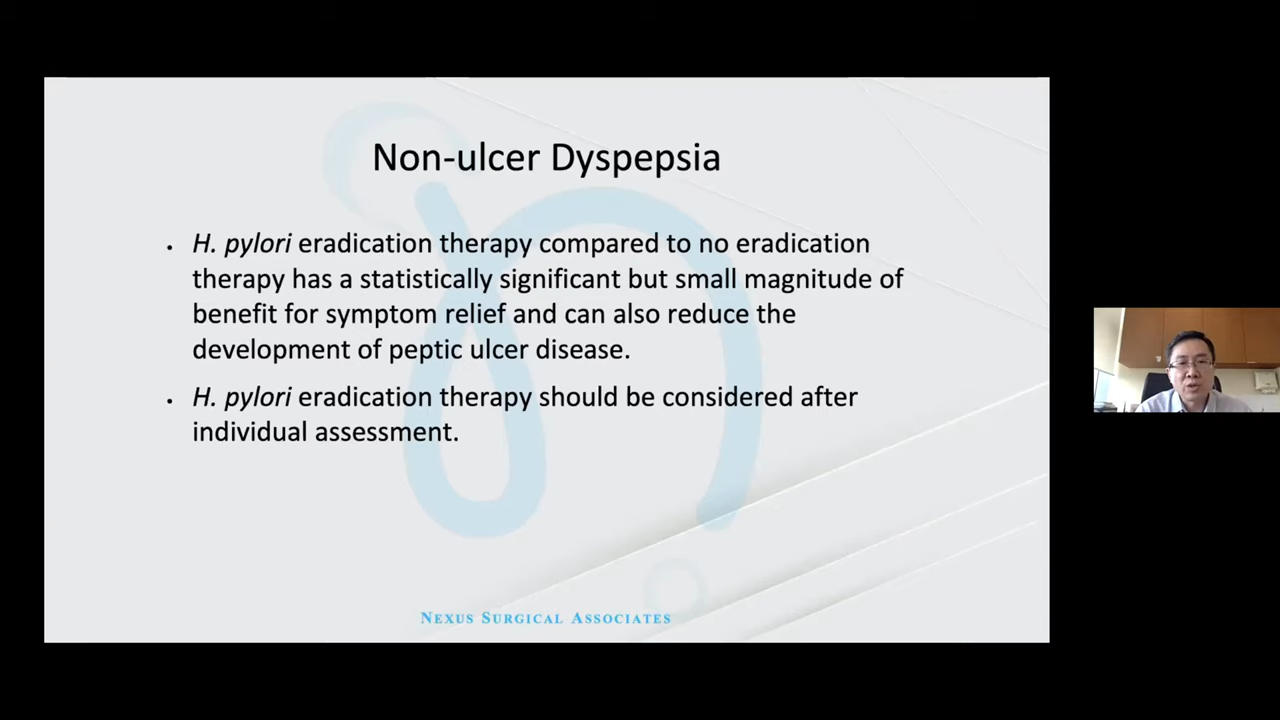 Non-ulcer Dyspepsia
• H. pylori eradication therapy compared to no eradication
therapy has a statistically significant but small magnitude of
benefit for symptom relief and can also reduce the
development of peptic ulcer disease.
• H. pylori eradication therapy should be considered after
individual assessment.
NEXUS SURGICAL ASSOCIATES